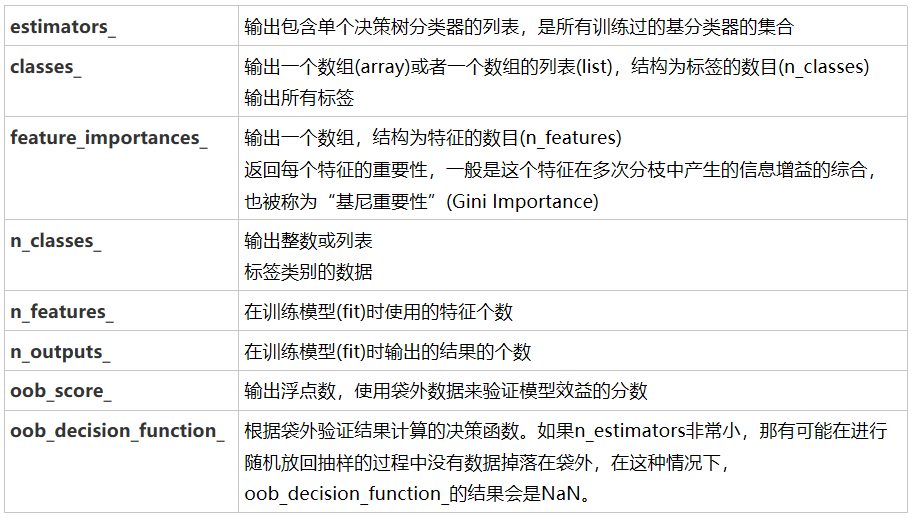 estimators_ 输出包含单个决策树分类器的列表，是所有训练过的基分类器的集合
classes_ 输出一个数组(array)或者一个数组的列表(list)，结构为标签的数目(n_classes)
输出所有标签
feature_importances_ 输出一个数组，结构为特征的数目(n_features)
返回每个特征的重要性，一般是这个特征在多次分枝中产生的信息增益的综合，
也被称为“基尼重要性”(Gini Importance)
n_classes_ 输出整数或列表
标签类别的数据
n_features_ 在训练模型(fit)时使用的特征个数
n_outputs_ 在训练模型(fit)时输出的结果的个数
oob_score_ 输出浮点数，使用袋外数据来验证模型效益的分数
oob_decision_function_ 根据袋外验证结果计算的决策函数。如果n_estimators非常小，那有可能在进行
随机放回抽样的过程中没有数据掉落在袋外，在这种情况下，
oob_decision_function_的结果会是NaN。